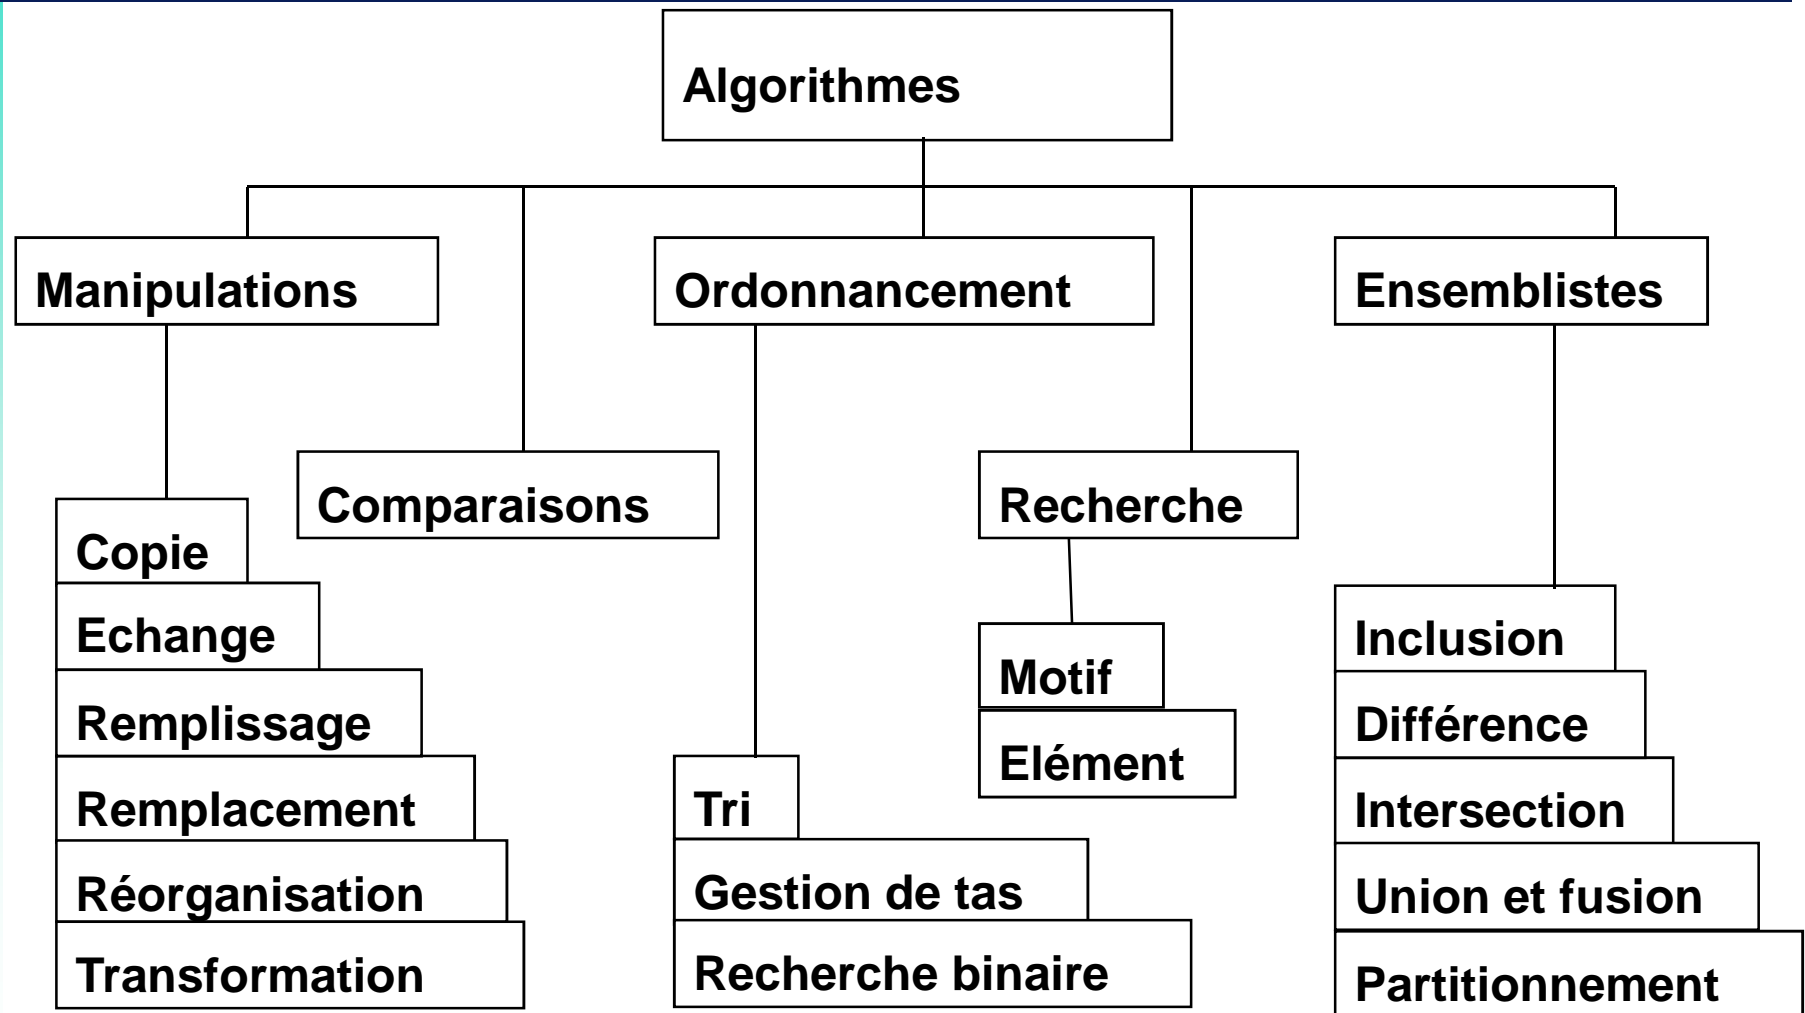 Algorithmes
Manipulations
Ordonnancement
Ensemblistes
Comparaisons
Recherche
Copie
Echange
Remplissage
Remplacement
Réorganisation
Transformation
Tri
Gestion de tas
Recherche binaire
Motif
Elément
Inclusion
Différence
Intersection
Union et fusion
Partitionnement